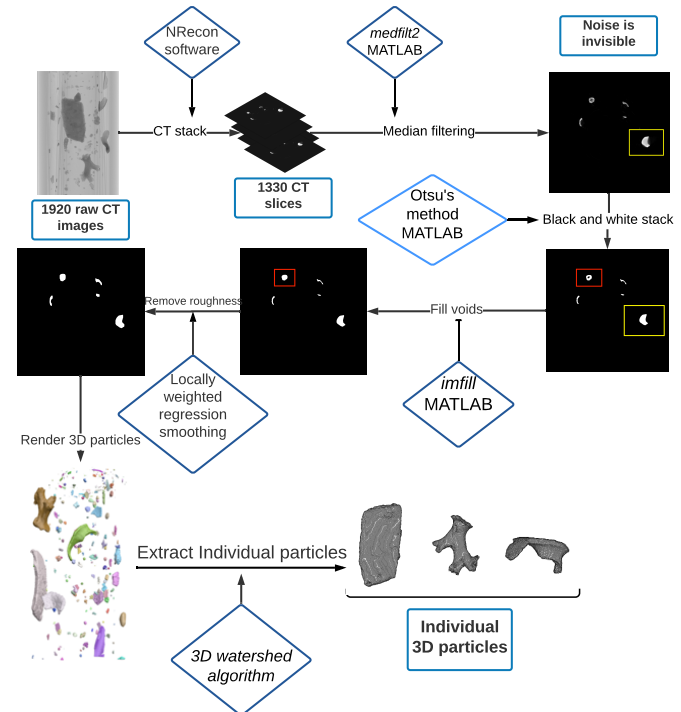 NRecon
software
medfilt2
MATLAB
Noise is
invisible
CT stack
Median filtering
1920 raw CT
images
1330 CT
slices
Otsu's
method
MATLAB
Black and white stack
Remove roughness
Fill voids
Locally
weighted
regression
smoothing
imfill
MATLAB
Render 3D particles
Extract Individual particles
3D watershed
algorithm
Individual
3D particles